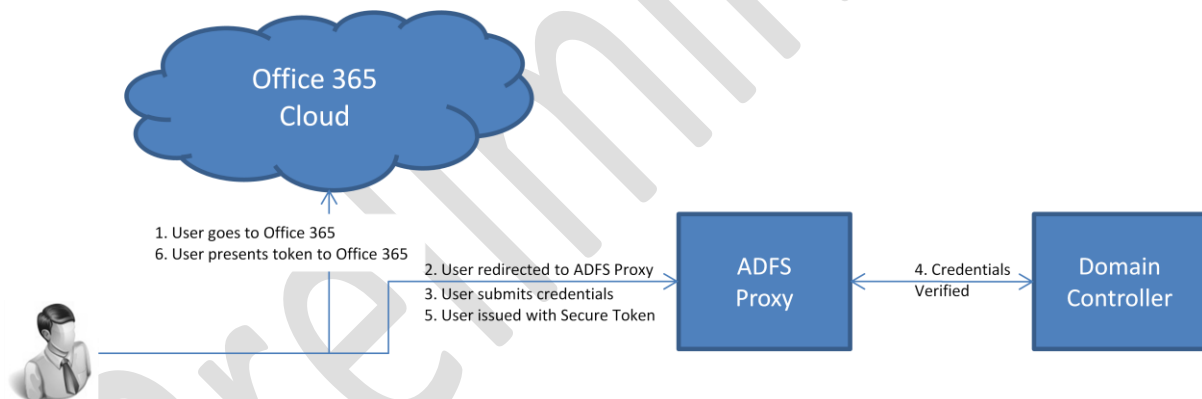 Office 365
Cloud
1. User goes to Office 365
6. User presents token to Office 365
2. User redirected to ADFS Proxy
3. User submits credentials
5. User issued with Secure Token
ADFS
Proxy
4. Credentials
Verified
Domain
Controller